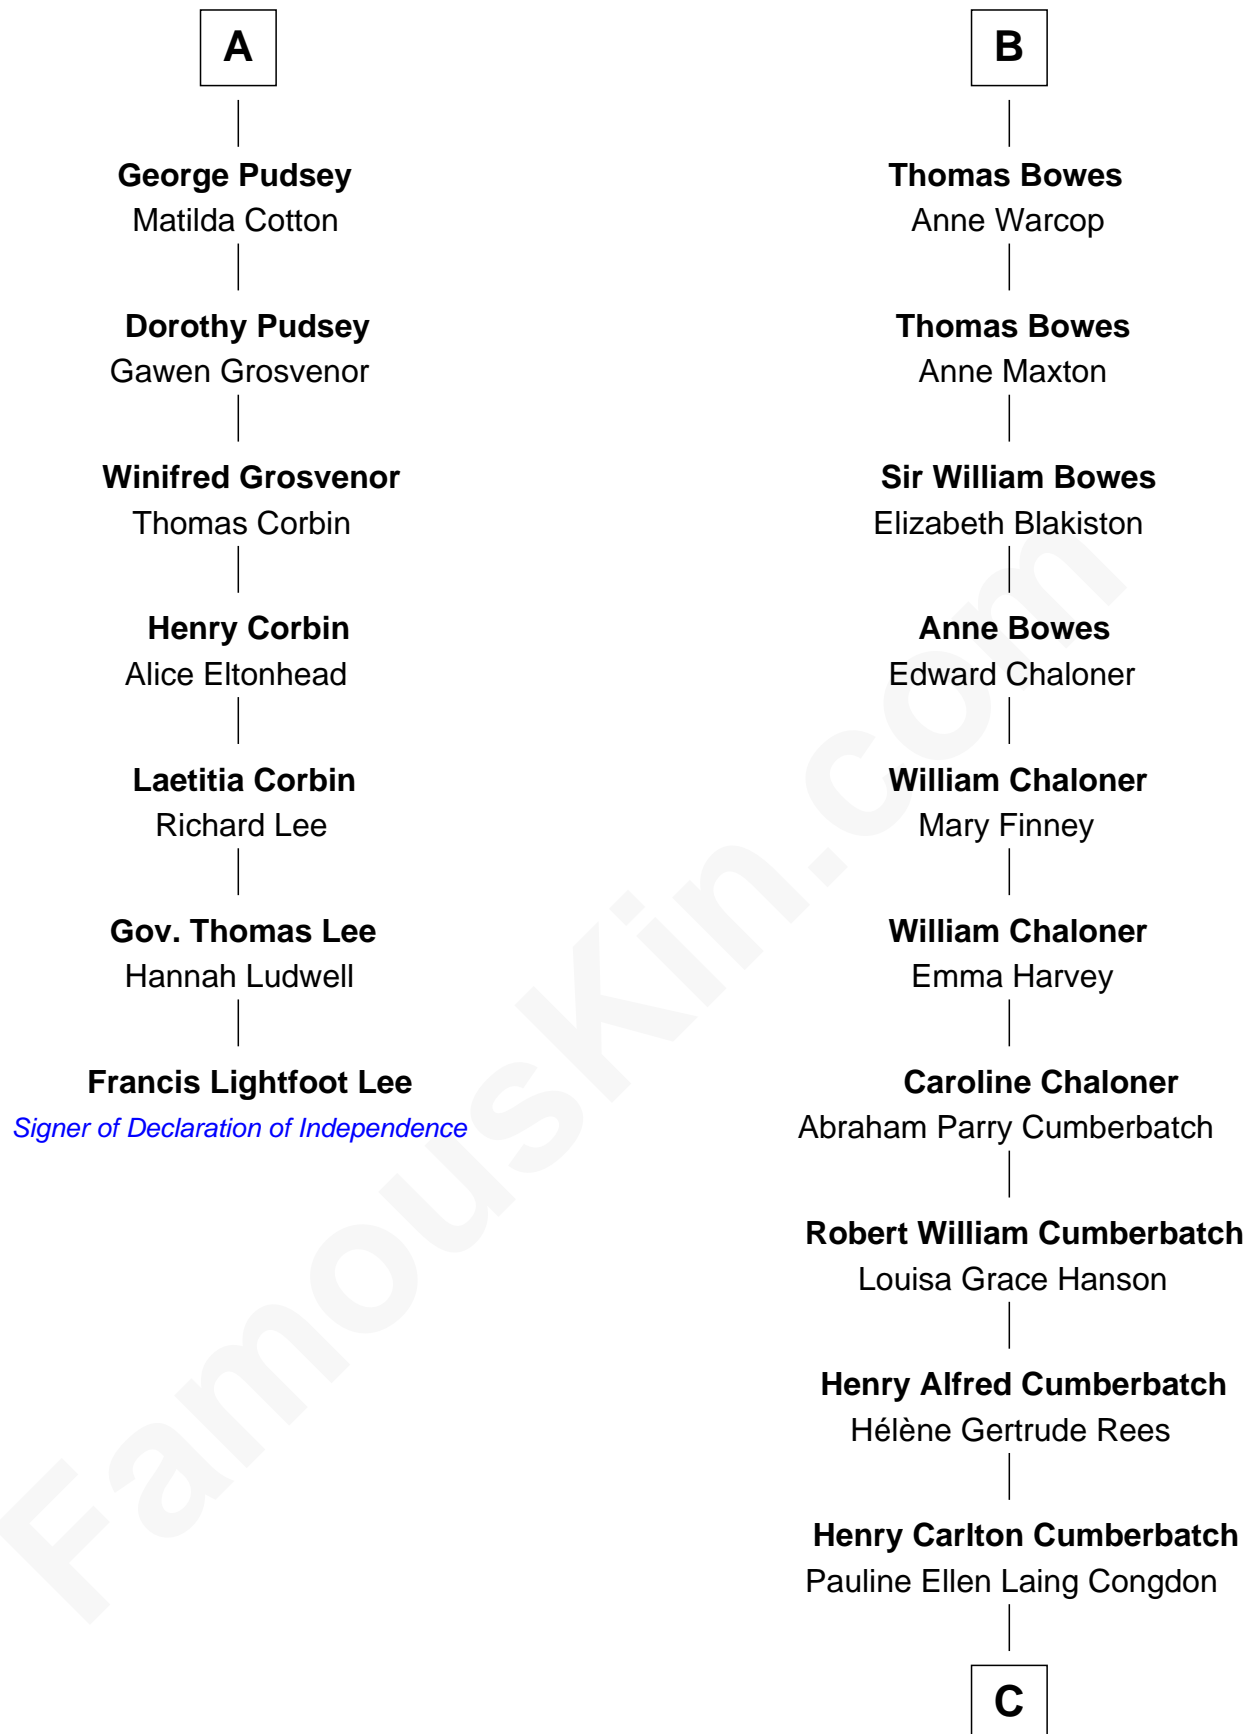 A
George Pudsey
Matilda Cotton
Dorothy Pudsey
Gawen Grosvenor
Winifred Grosvenor
Thomas Corbin
Henry Corbin
Alice Eltonhead
Laetitia Corbin
Richard Lee
Gov. Thomas Lee
Hannah Ludwell
Francis Lightfoot Lee
Signer of Declaration of Independence
B
Thomas Bowes
Anne Warcop
Thomas Bowes
Anne Maxton
Sir William Bowes
Elizabeth Blakiston
Anne Bowes
Edward Chaloner
William Chaloner
Mary Finney
William Chaloner
Emma Harvey
Caroline Chaloner
Abraham Parry Cumberbatch
Robert William Cumberbatch
Louisa Grace Hanson
Henry Alfred Cumberbatch
Hélène Gertrude Rees
Henry Carlton Cumberbatch
Pauline Ellen Laing Congdon
C
FamousKin.com